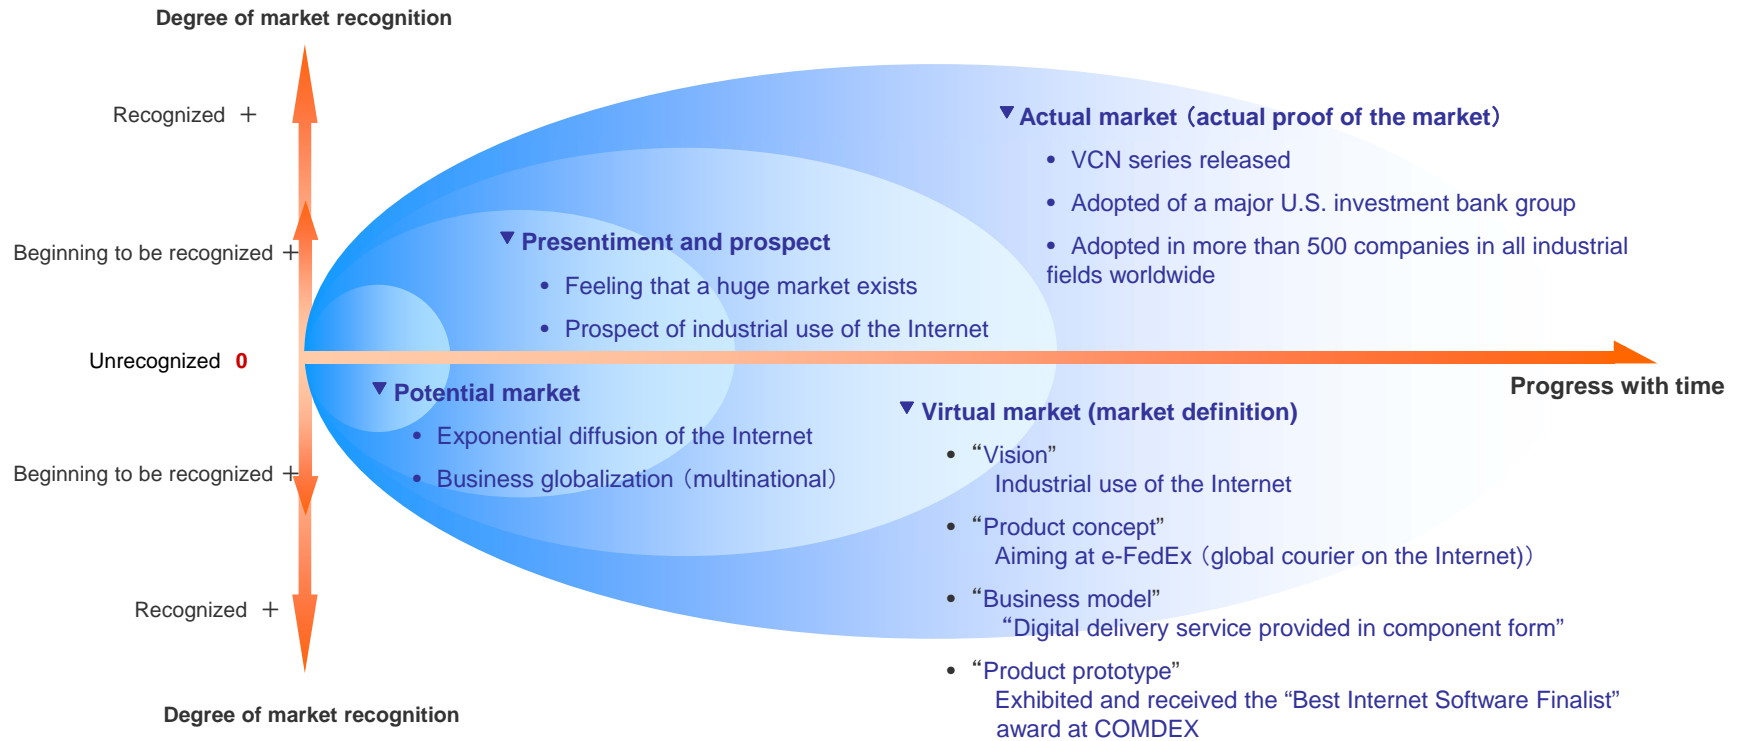 Degree of market recognition
Recognized +
▼Actual market（actual proof of the market）
• VCN series released
• Adopted of a major U.S. investment bank group
• Adopted in more than 500 companies in all industrial
fields worldwide
Beginning to be recognized +
▼ Presentiment and prospect
• Feeling that a huge market exists
• Prospect of industrial use of the Internet
Unrecognized 0
Progress with time
▼ Potential market
• Exponential diffusion of the Internet
• Business globalization（multinational）
▼ Virtual market (market definition)
• “Vision”
Industrial use of the Internet
• “Product concept”
Aiming at e-FedEx（global courier on the Internet)）
• “Business model”
“Digital delivery service provided in component form”
• “Product prototype”
Exhibited and received the “Best Internet Software Finalist”
award at COMDEX
Beginning to be recognized +
Recognized +
Degree of market recognition